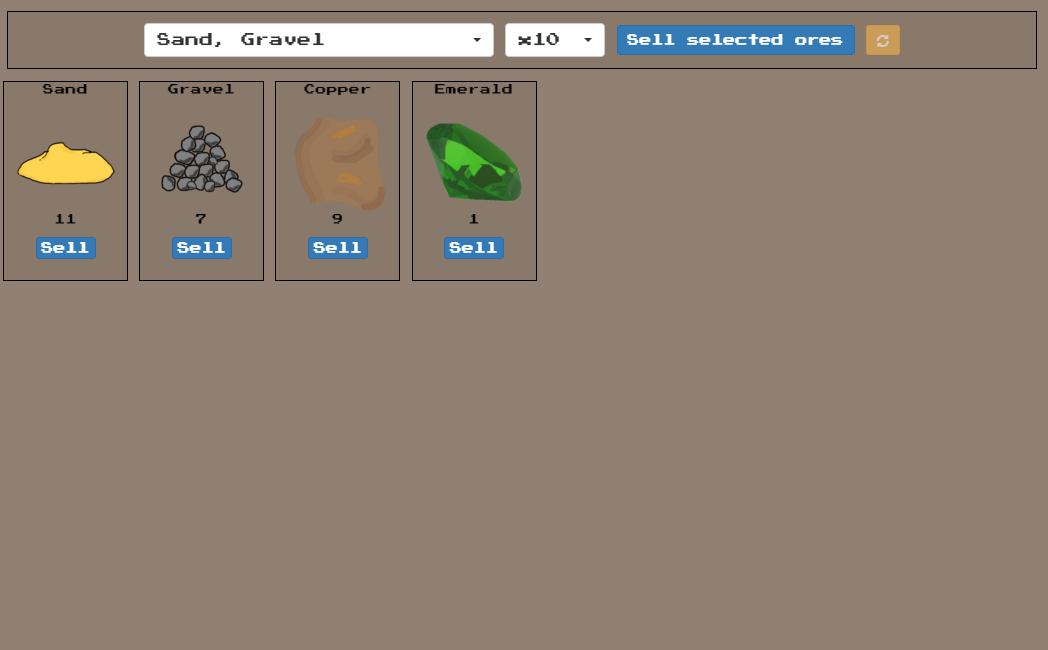 Sand, Gravel
x10
Sell selected ores
Sand
Gravel
Copper
Emerald
11
7
9
1
Sell
Sell
Sell
Sell